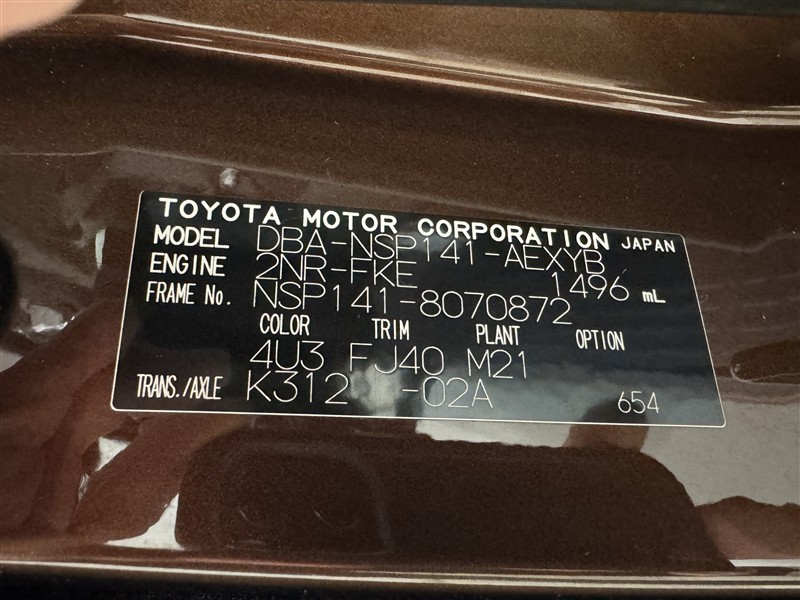 TOYOTA MOTOR CORPORATION JAPAN
MODEL DBA-NSP141-AEXYB
ENGINE 2NR-FKE 1496 mL
FRAME No. NSP141-8070872
COLOR TRIM PLANT OPTION
4U3 FJ40 M21
TRANS./AXLE K312 -02A 654